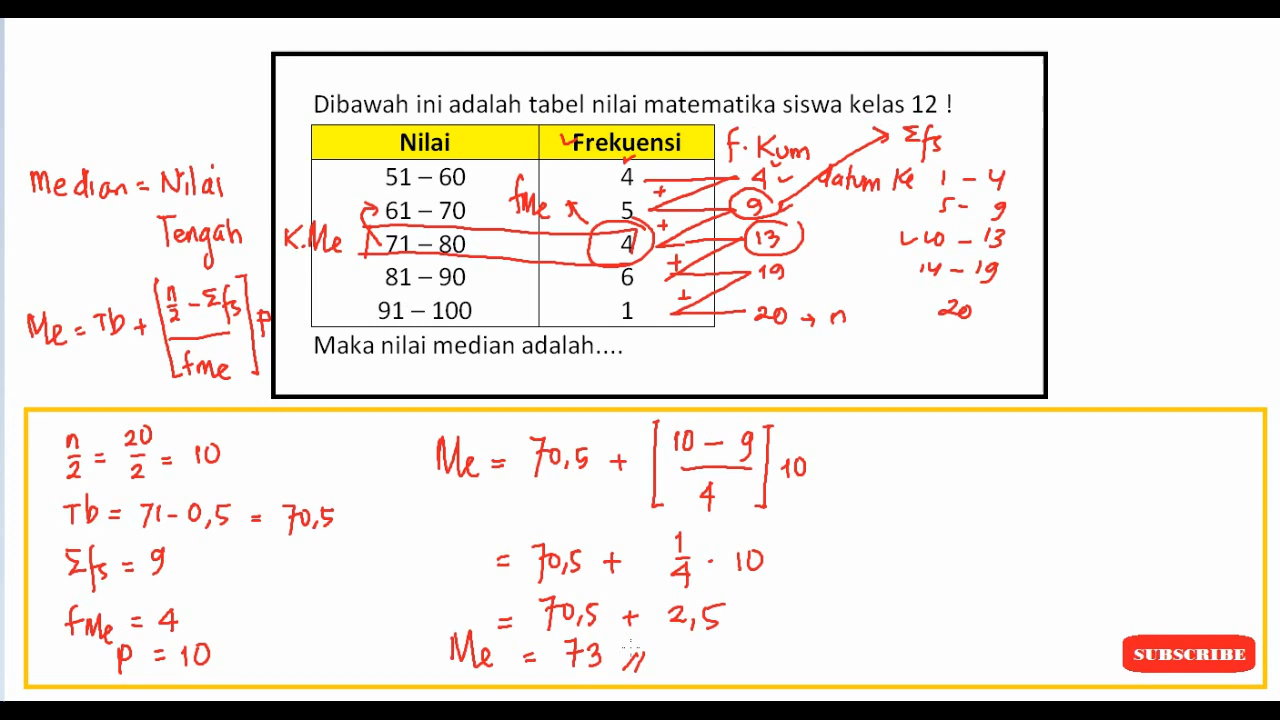 Dibawah ini adalah tabel nilai matematika siswa kelas 12 !
Nilai Frekuensi f. Kum Σfs
51 – 60 4 4 datum ke 1 – 4
61 – 70 5 9 5 – 9
71 – 80 4 13 10 – 13
81 – 90 6 19 14 – 19
91 – 100 1 20 → n 20
fMe
K.Me
+
+
+
+
Maka nilai median adalah....
Median = Nilai
Tengah
Me = Tb + [n/2 – Σfs / fMe] P
n/2 = 20/2 = 10
Tb = 71 – 0,5 = 70,5
Σfs = 9
fMe = 4
P = 10
Me = 70,5 + [10 – 9 / 4] 10
= 70,5 + 1/4 . 10
= 70,5 + 2,5
Me = 73 //
SUBSCRIBE